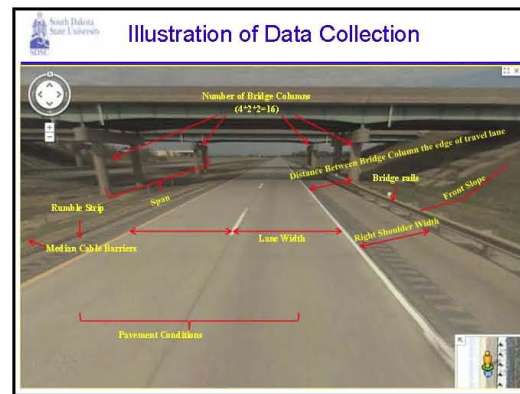 South Dakota
State University
SDSU
Illustration of Data Collection
Number of Bridge Columns
(4*2*2=16)
Distance Between Bridge Column the edge of travel lane
Bridge rails
Front Slope
Span
Rumble Strip
Right Shoulder Width
Lane Width
Median Cable Barriers
Pavement Conditions